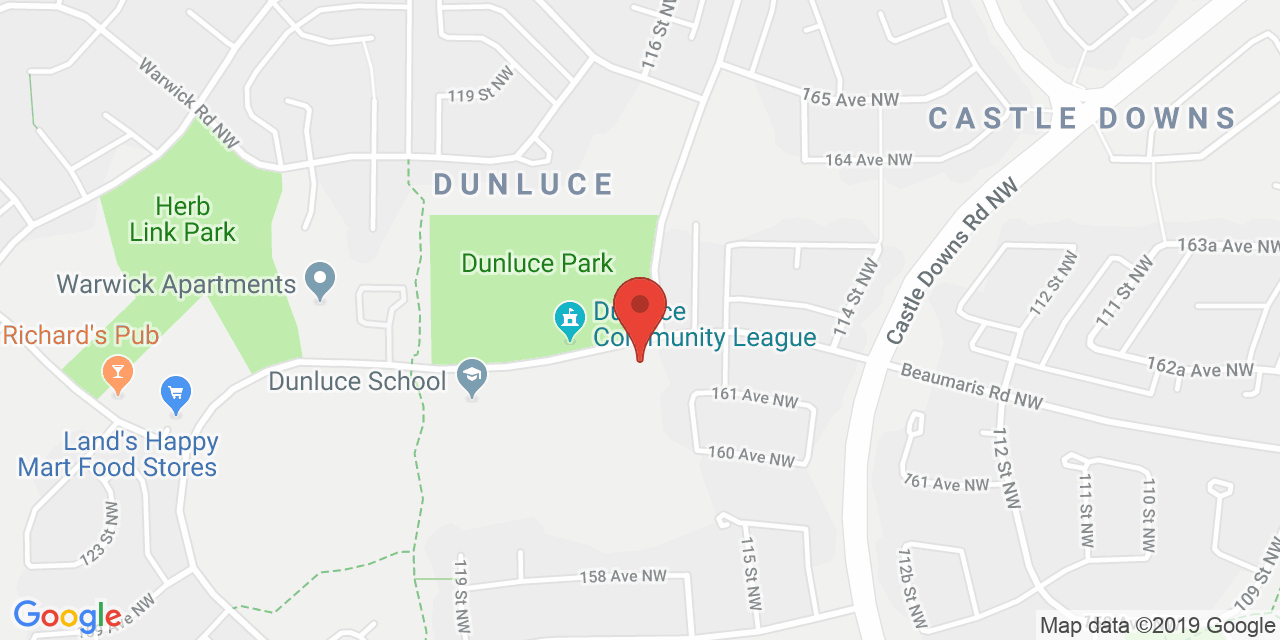 116 St NW
Warwick Rd NW
119 St NW
165 Ave NW
CASTLE DOWNS
164 Ave NW
DUNLUCE
Herb
Link Park
Castle Downs Rd NW
163a Ave NW
Dunluce Park
Warwick Apartments
114 St NW
112 St NW
111 St NW
Richard's Pub
Community League
162a Ave NW
Dunluce School
Beaumaris Rd NW
161 Ave NW
Land's Happy
Mart Food Stores
160 Ave NW
112 St NW
761 Ave NW
111 St NW
110 St NW
123 St NW
115 St NW
119 St NW
158 Ave NW
112b St NW
109 St NW
Ave NW
Google
Map data ©2019 Google